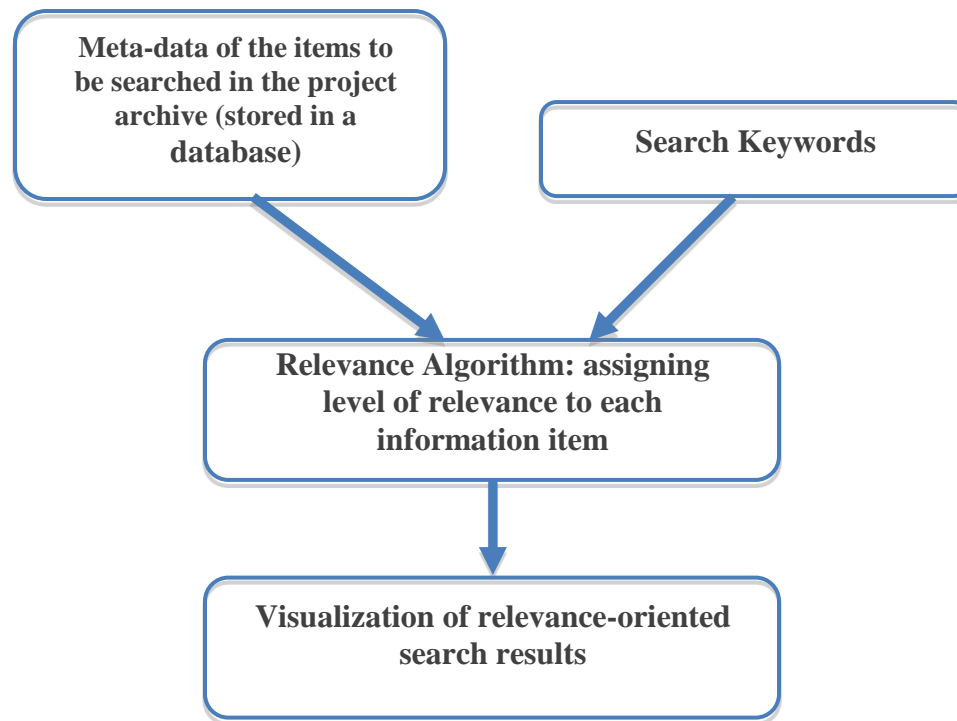 Meta-data of the items to
be searched in the project
archive (stored in a
database)
Search Keywords
Relevance Algorithm: assigning
level of relevance to each
information item
Visualization of relevance-oriented
search results